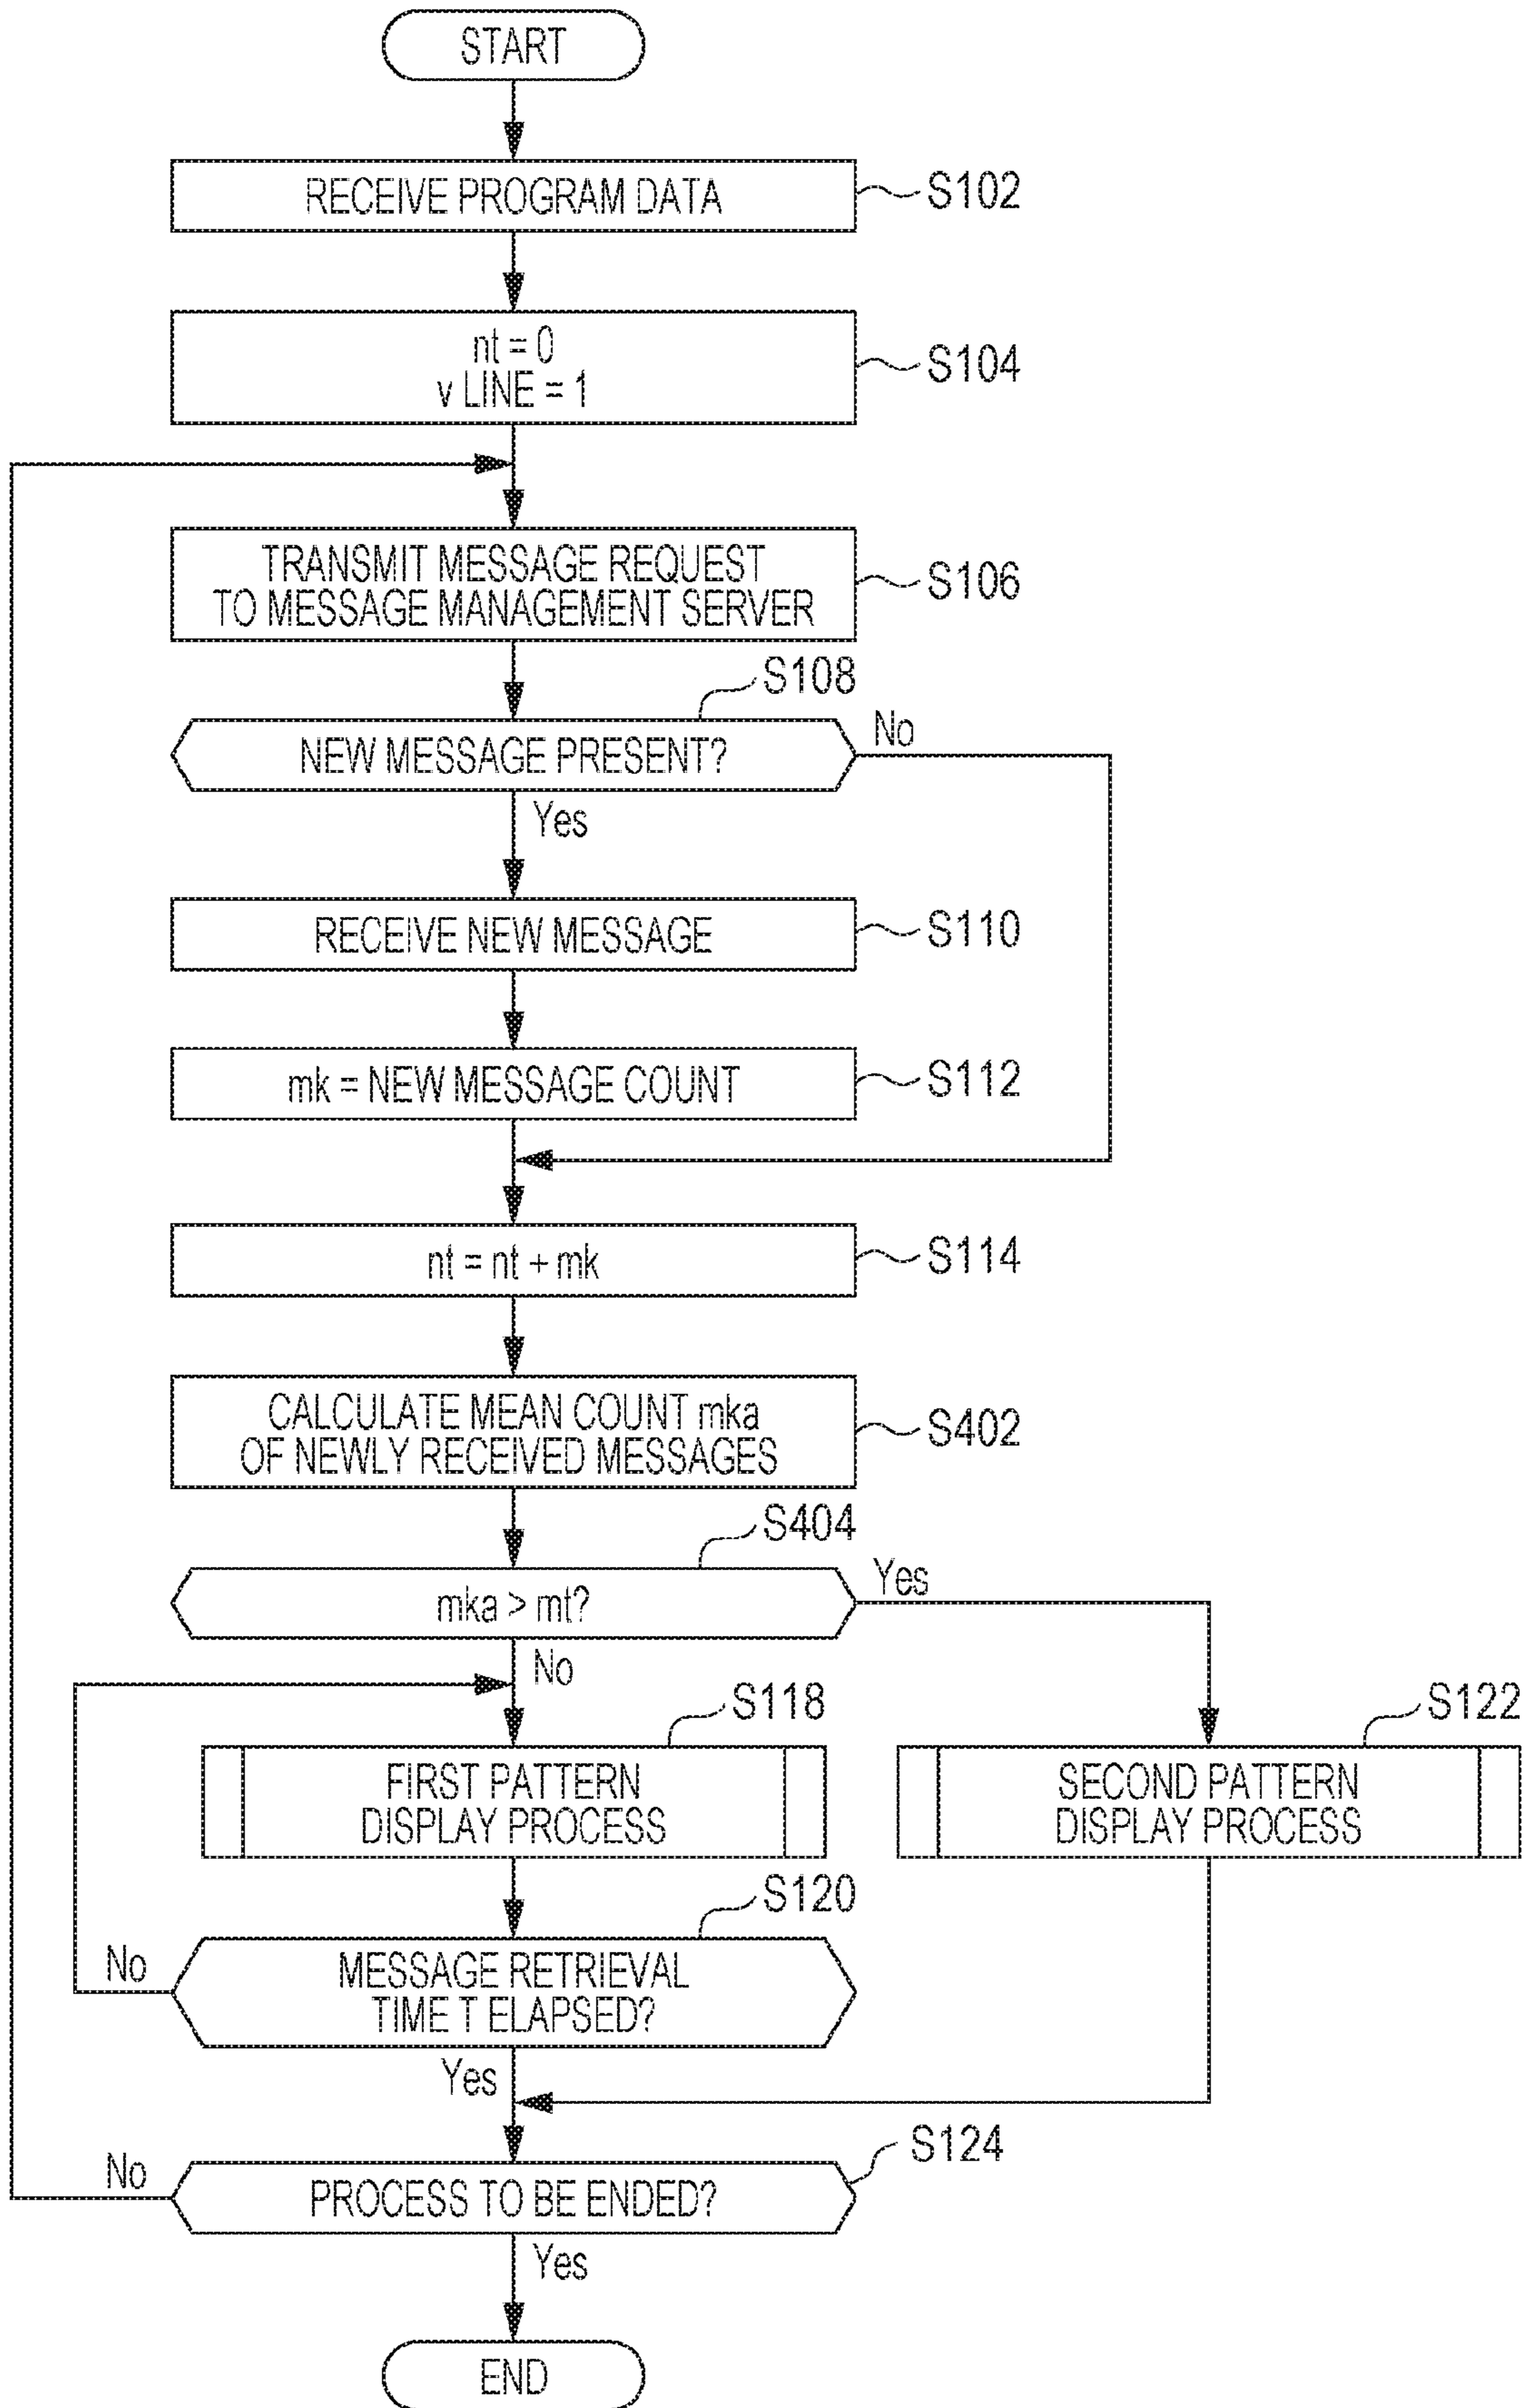 START
RECEIVE PROGRAM DATA
S102
nt = 0
v LINE = 1
S104
TRANSMIT MESSAGE REQUEST
TO MESSAGE MANAGEMENT SERVER
S106
S108
NEW MESSAGE PRESENT?
No
Yes
RECEIVE NEW MESSAGE
S110
mk = NEW MESSAGE COUNT
S112
nt = nt + mk
S114
CALCULATE MEAN COUNT mka
OF NEWLY RECEIVED MESSAGES
S402
S404
mka > mt?
Yes
No
S118
FIRST PATTERN
DISPLAY PROCESS
S122
SECOND PATTERN
DISPLAY PROCESS
S120
MESSAGE RETRIEVAL
TIME T ELAPSED?
No
Yes
S124
PROCESS TO BE ENDED?
No
Yes
END